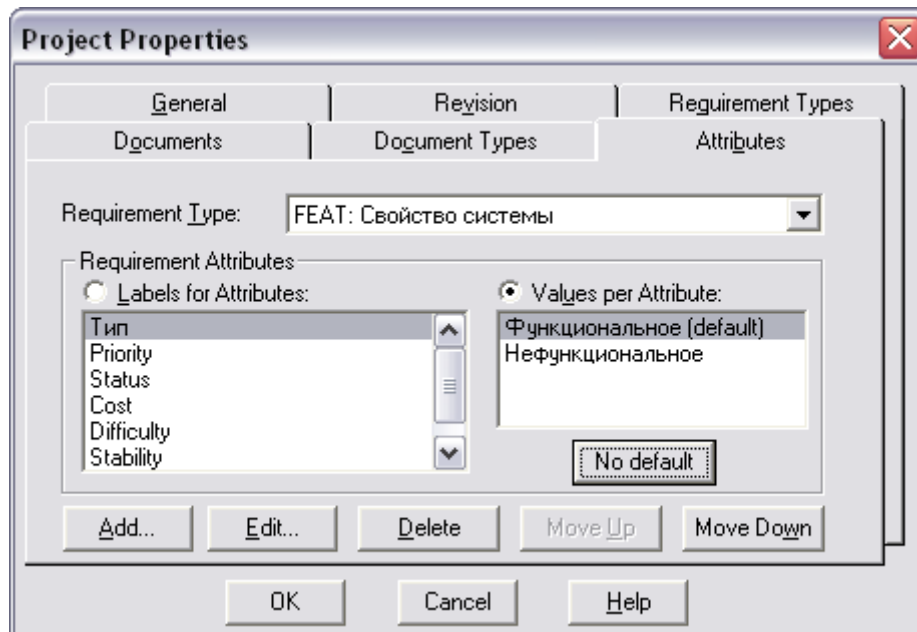 Project Properties
General Revision Reguirement Types
Documents Document Types Attributes
Requirement Type: FEAT: Свойство системы
Requirement Attributes
Labels for Attributes: Values per Attribute:
Тип Функциональное (default)
Priority Нефункциональное
Status
Cost
Difficulty
Stability
No default
Add... Edit... Delete Move Up Move Down
OK Cancel Help